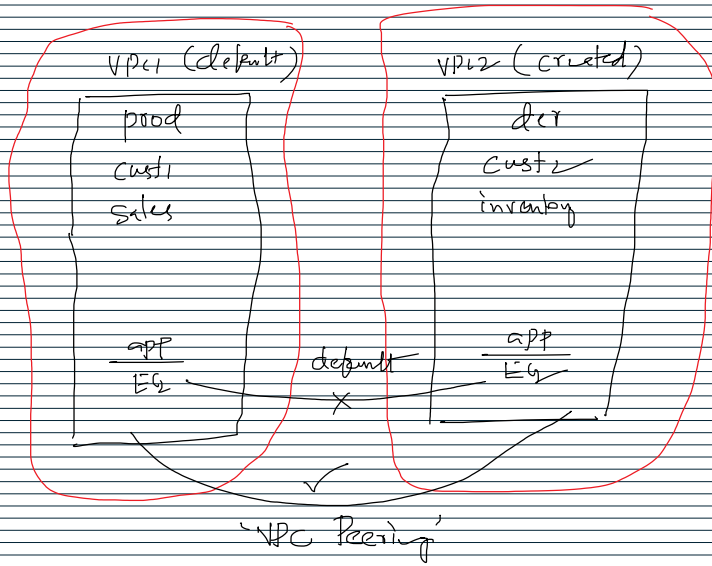 VPC1 (default)
prod
cust1
sales
app
EC2
VPC2 (created)
dev
cust2
inventory
app
EC2
default
X
'VPC Peering'